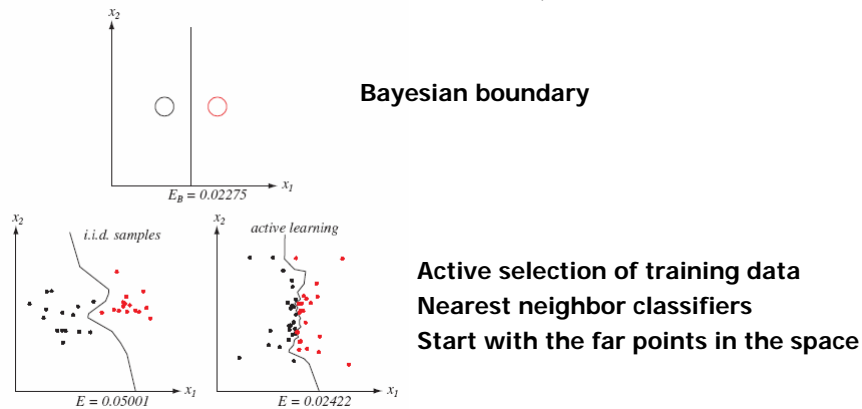 x2
Bayesian boundary
x1
EB = 0.02275
x2
i.i.d. samples
x1
E = 0.05001
x2
active learning
x1
E = 0.02422
Active selection of training data
Nearest neighbor classifiers
Start with the far points in the space